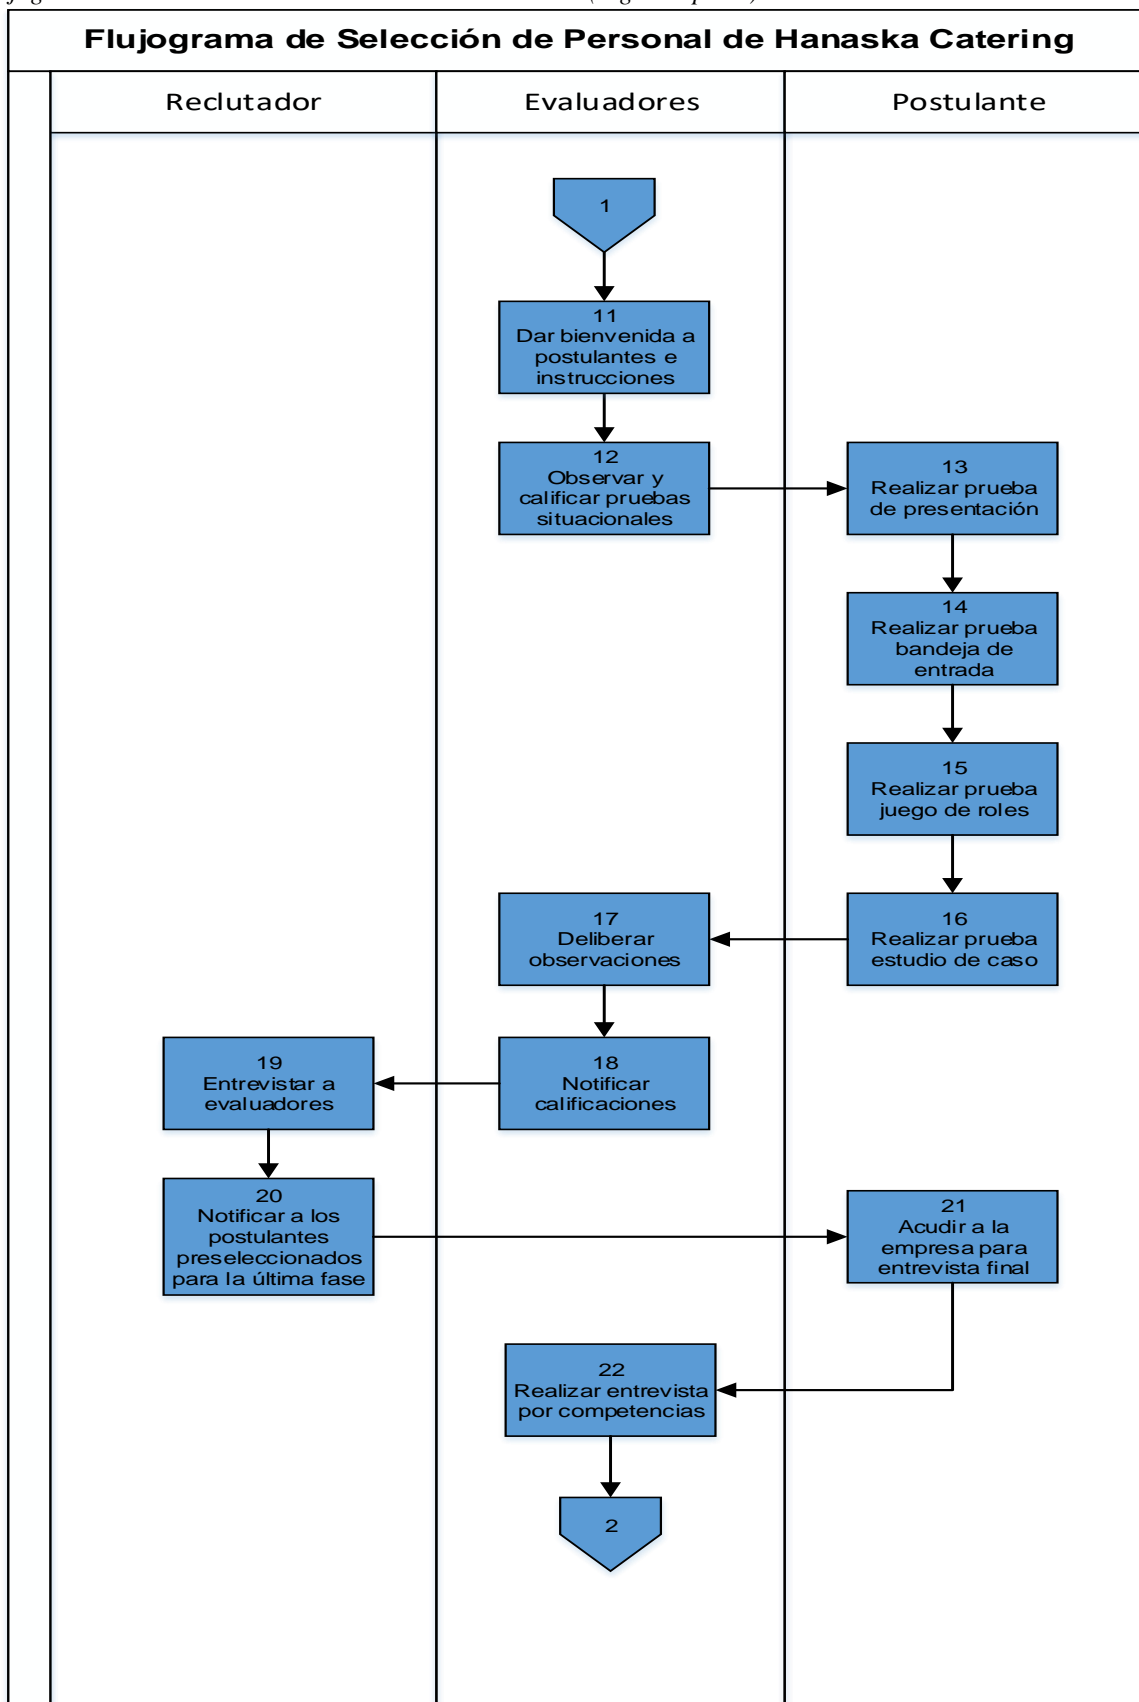 Flujograma de Selección de Personal de Hanaska Catering
Reclutador
Evaluadores
Postulante
1
11
Dar bienvenida a
postulantes e
instrucciones
12
Observar y
calificar pruebas
situacionales
13
Realizar prueba
de presentación
14
Realizar prueba
bandeja de
entrada
15
Realizar prueba
juego de roles
16
Realizar prueba
estudio de caso
17
Deliberar
observaciones
18
Notificar
calificaciones
19
Entrevistar a
evaluadores
20
Notificar a los
postulantes
preseleccionados
para la última fase
21
Acudir a la
empresa para
entrevista final
22
Realizar entrevista
por competencias
2